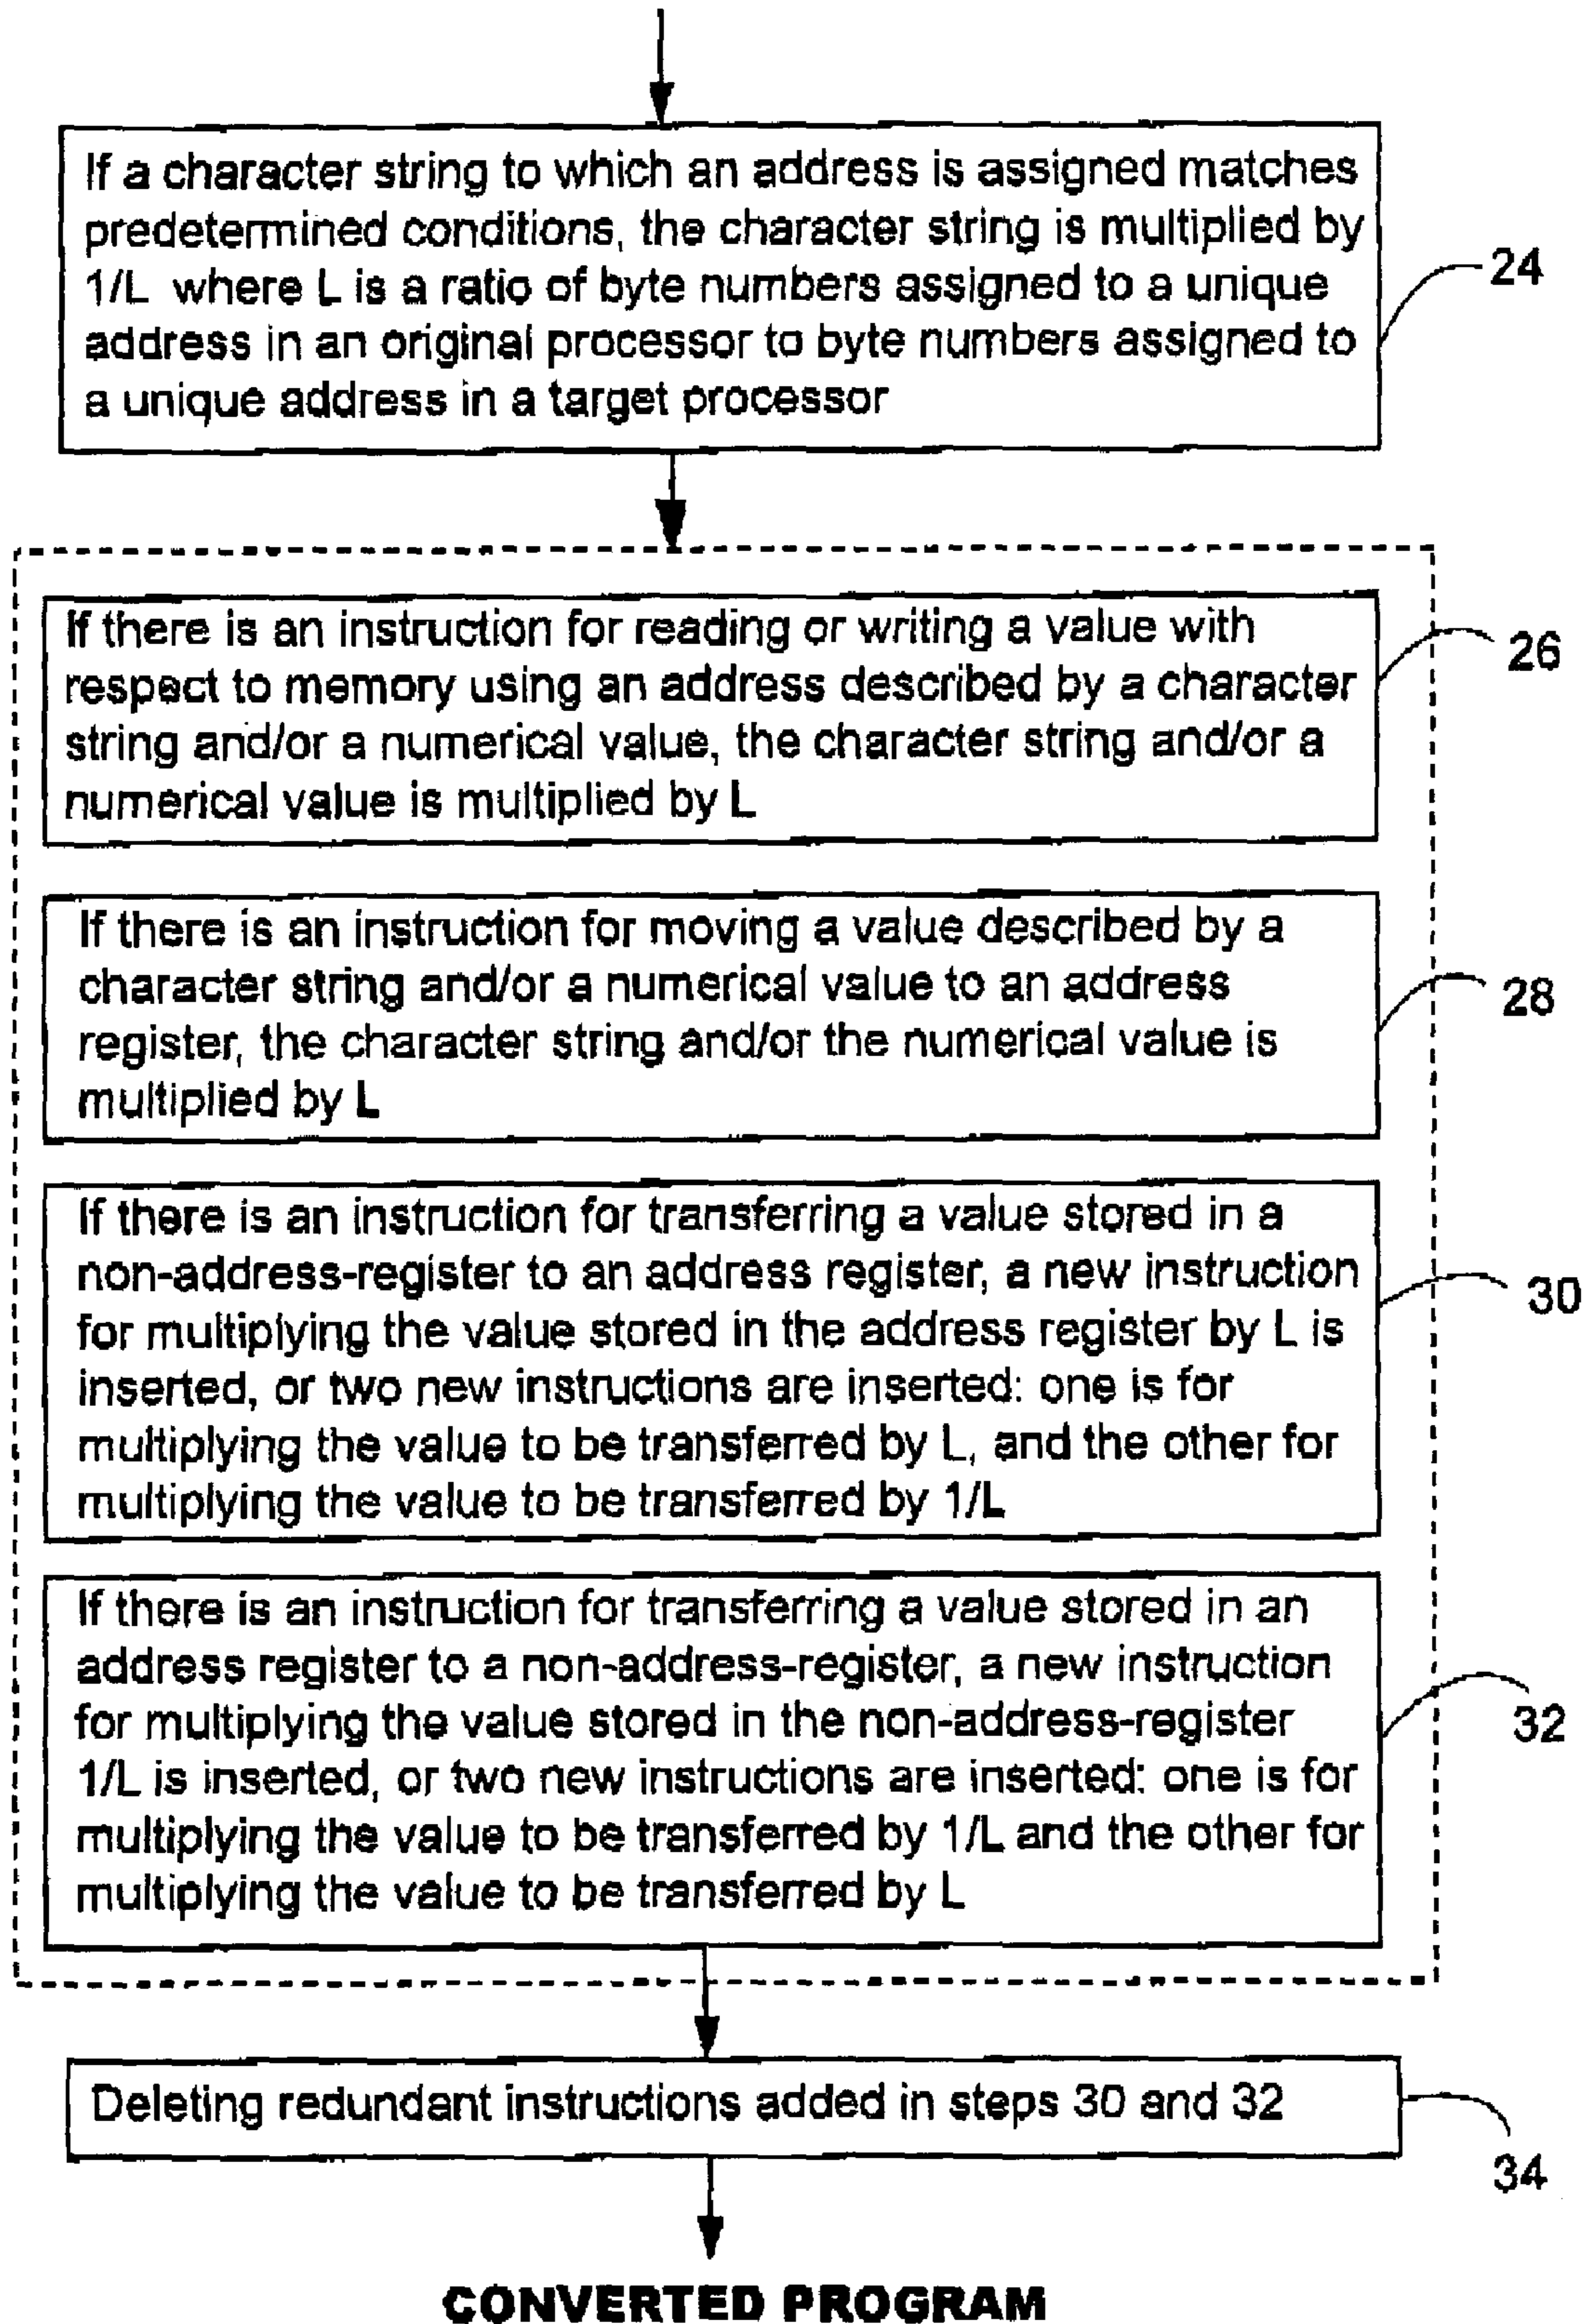 If a character string to which an address is assigned matches
predetermined conditions, the character string is multiplied by
1/L where L is a ratio of byte numbers assigned to a unique
address in an original processor to byte numbers assigned to
a unique address in a target processor
24
If there is an instruction for reading or writing a value with
respect to memory using an address described by a character
string and/or a numerical value, the character string and/or a
numerical value is multiplied by L
26
If there is an instruction for moving a value described by a
character string and/or a numerical value to an address
register, the character string and/or the numerical value is
multiplied by L
28
If there is an instruction for transferring a value stored in a
non-address-register to an address register, a new instruction
for multiplying the value stored in the address register by L is
inserted, or two new instructions are inserted: one is for
multiplying the value to be transferred by L, and the other for
multiplying the value to be transferred by 1/L
30
If there is an instruction for transferring a value stored in an
address register to a non-address-register, a new instruction
for multiplying the value stored in the non-address-register
1/L is inserted, or two new instructions are inserted: one is for
multiplying the value to be transferred by 1/L and the other for
multiplying the value to be transferred by L
32
Deleting redundant instructions added in steps 30 and 32
34
CONVERTED PROGRAM